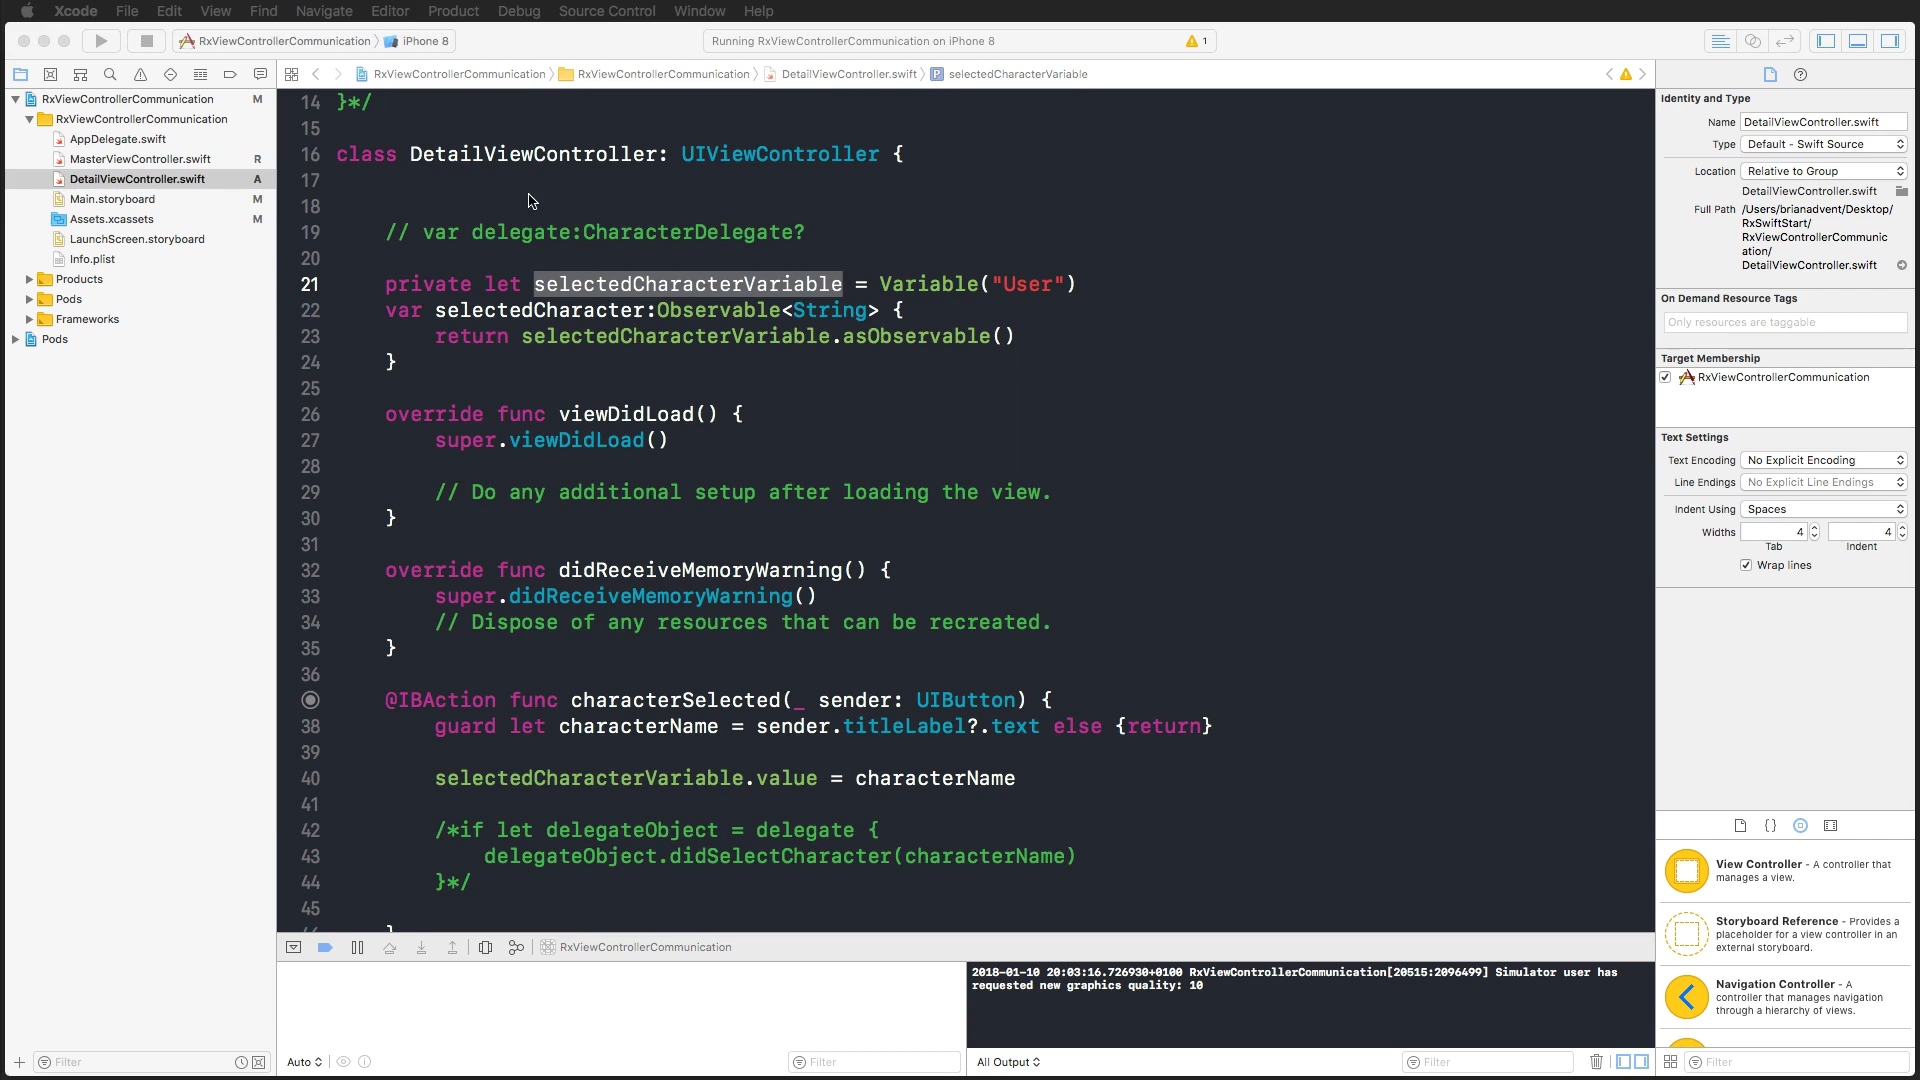 Xcode File Edit View Find Navigate Editor Product Debug Source Control Window Help
RxViewControllerCommunication iPhone 8
Running RxViewControllerCommunication on iPhone 8
1
RxViewControllerCommunication RxViewControllerCommunication DetailViewController.swift P selectedCharacterVariable
RxViewControllerCommunication M
RxViewControllerCommunication
AppDelegate.swift
MasterViewController.swift R
DetailViewController.swift A
Main.storyboard M
Assets.xcassets M
LaunchScreen.storyboard
Info.plist
Products
Pods
Frameworks
Pods
Filter
14 }*/
15
16 class DetailViewController: UIViewController {
17
18
19 // var delegate:CharacterDelegate?
20
21 private let selectedCharacterVariable = Variable("User")
22 var selectedCharacter:Observable<String> {
23 return selectedCharacterVariable.asObservable()
24 }
25
26 override func viewDidLoad() {
27 super.viewDidLoad()
28
29 // Do any additional setup after loading the view.
30 }
31
32 override func didReceiveMemoryWarning() {
33 super.didReceiveMemoryWarning()
34 // Dispose of any resources that can be recreated.
35 }
36
@IBAction func characterSelected(_ sender: UIButton) {
38 guard let characterName = sender.titleLabel?.text else {return}
39
40 selectedCharacterVariable.value = characterName
41
42 /*if let delegateObject = delegate {
43 delegateObject.didSelectCharacter(characterName)
44 }*/
45
RxViewControllerCommunication
2018-01-10 20:03:16.726930+0100 RxViewControllerCommunication[20515:2096499] Simulator user has
requested new graphics quality: 10
Auto
Filter
All Output
Filter
Identity and Type
Name DetailViewController.swift
Type Default - Swift Source
Location Relative to Group
DetailViewController.swift
Full Path /Users/brianadvent/Desktop/
RxSwiftStart/
RxViewControllerCommunic
ation/
DetailViewController.swift
On Demand Resource Tags
Only resources are taggable
Target Membership
RxViewControllerCommunication
Text Settings
Text Encoding No Explicit Encoding
Line Endings No Explicit Line Endings
Indent Using Spaces
Widths 4 4
Tab Indent
Wrap lines
View Controller - A controller that
manages a view.
Storyboard Reference - Provides a
placeholder for a view controller in an
external storyboard.
Navigation Controller - A
controller that manages navigation
through a hierarchy of views.
Filter